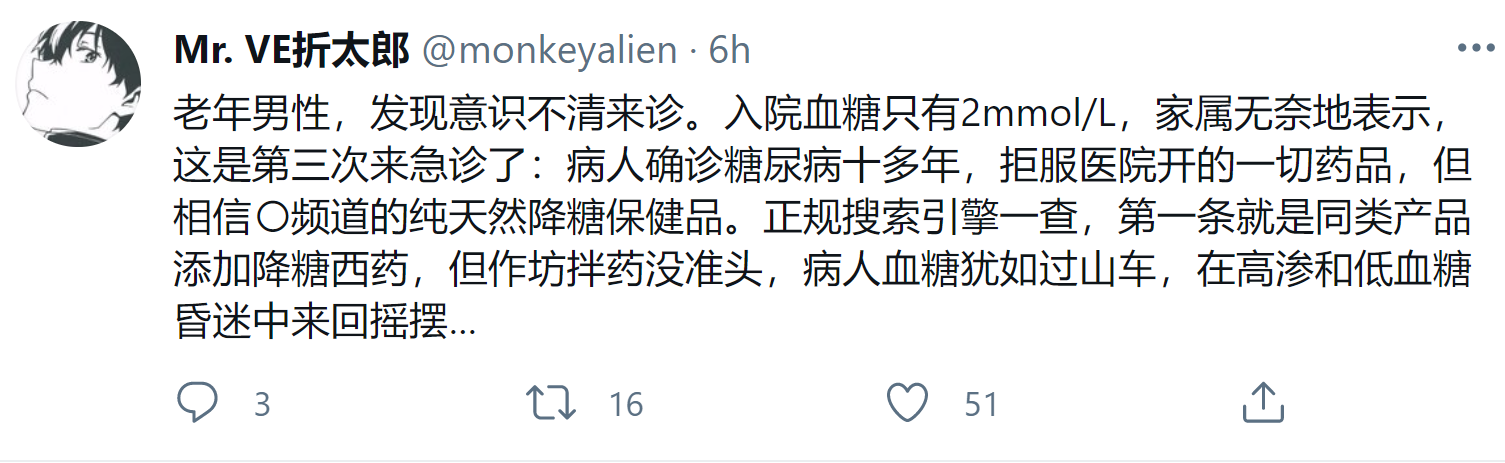 Mr. VE折太郎 @monkeyalien · 6h
老年男性，发现意识不清来诊。入院血糖只有2mmol/L，家属无奈地表示，
这是第三次来急诊了：病人确诊糖尿病十多年，拒服医院开的一切药品，但
相信〇频道的纯天然降糖保健品。正规搜索引擎一查，第一条就是同类产品
添加降糖西药，但作坊拌药没准头，病人血糖犹如过山车，在高渗和低血糖
昏迷中来回摇摆...
3 16 51